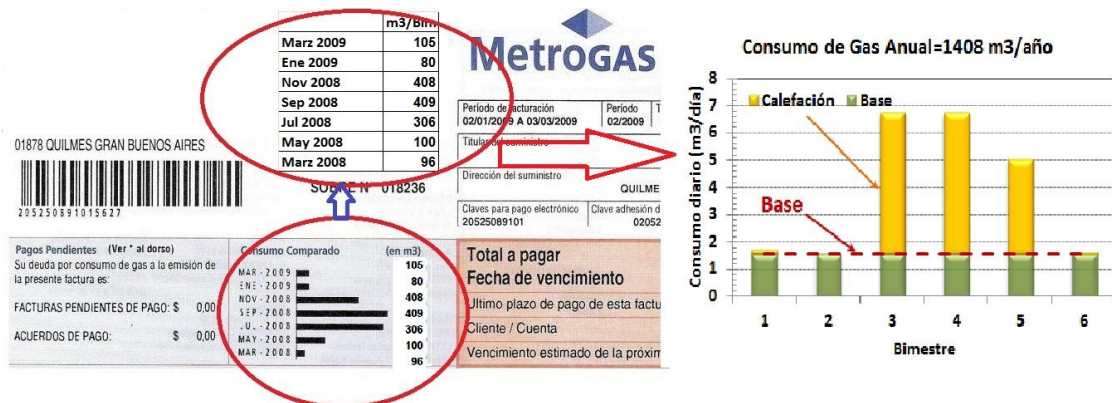 m3/Bim
Marz 2009 105
Ene 2009 80
Nov 2008 408
Sep 2008 409
Jul 2008 306
May 2008 100
Marz 2008 96
MetroGAS
Período de facturación Período
02/01/2009 A 03/03/2009 02/2009
Titular del suministro
Dirección del suministro
QUILME
Claves para pago electrónico Clave adhesión d
20525089101 02052
01878 QUILMES GRAN BUENOS AIRES
20525089101562 7
SOBRE N° 018236
Pagos Pendientes (Ver * al dorso)
Su deuda por consumo de gas a la emisión de
la presente factura es:
FACTURAS PENDIENTES DE PAGO: $ 0,00
ACUERDOS DE PAGO: $ 0,00
Consumo Comparado (en m3)
MAR-2009 105
ENE-2009 80
NOV-2008 408
SEP-2008 409
JUL-2008 306
MAY-2008 100
MAR-2008 96
Total a pagar
Fecha de vencimiento
Ultimo plazo de pago de esta factu
Cliente / Cuenta
Vencimiento estimado de la próxim
Consumo de Gas Anual=1408 m3/año
Consumo diario (m3/día)
8
7
6
5
4
3
2
1
0
Calefación Base
Base
1 2 3 4 5 6
Bimestre